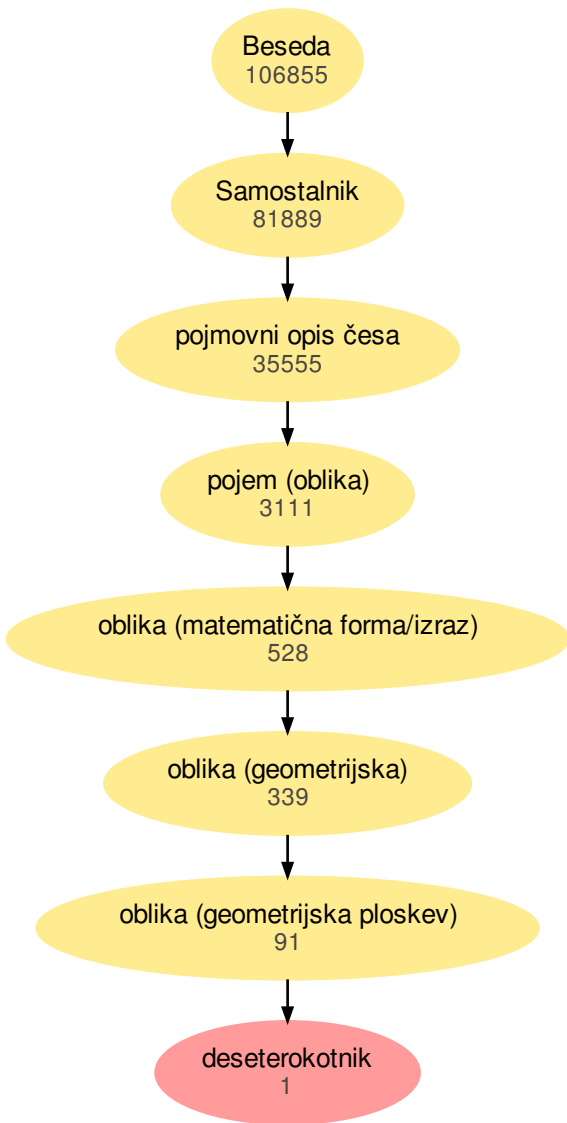 Beseda
106855
Samostalnik
81889
pojmovni opis česa
35555
pojem (oblika)
3111
oblika (matematična forma/izraz)
528
oblika (geometrijska)
339
oblika (geometrijska ploskev)
91
deseterokotnik
1